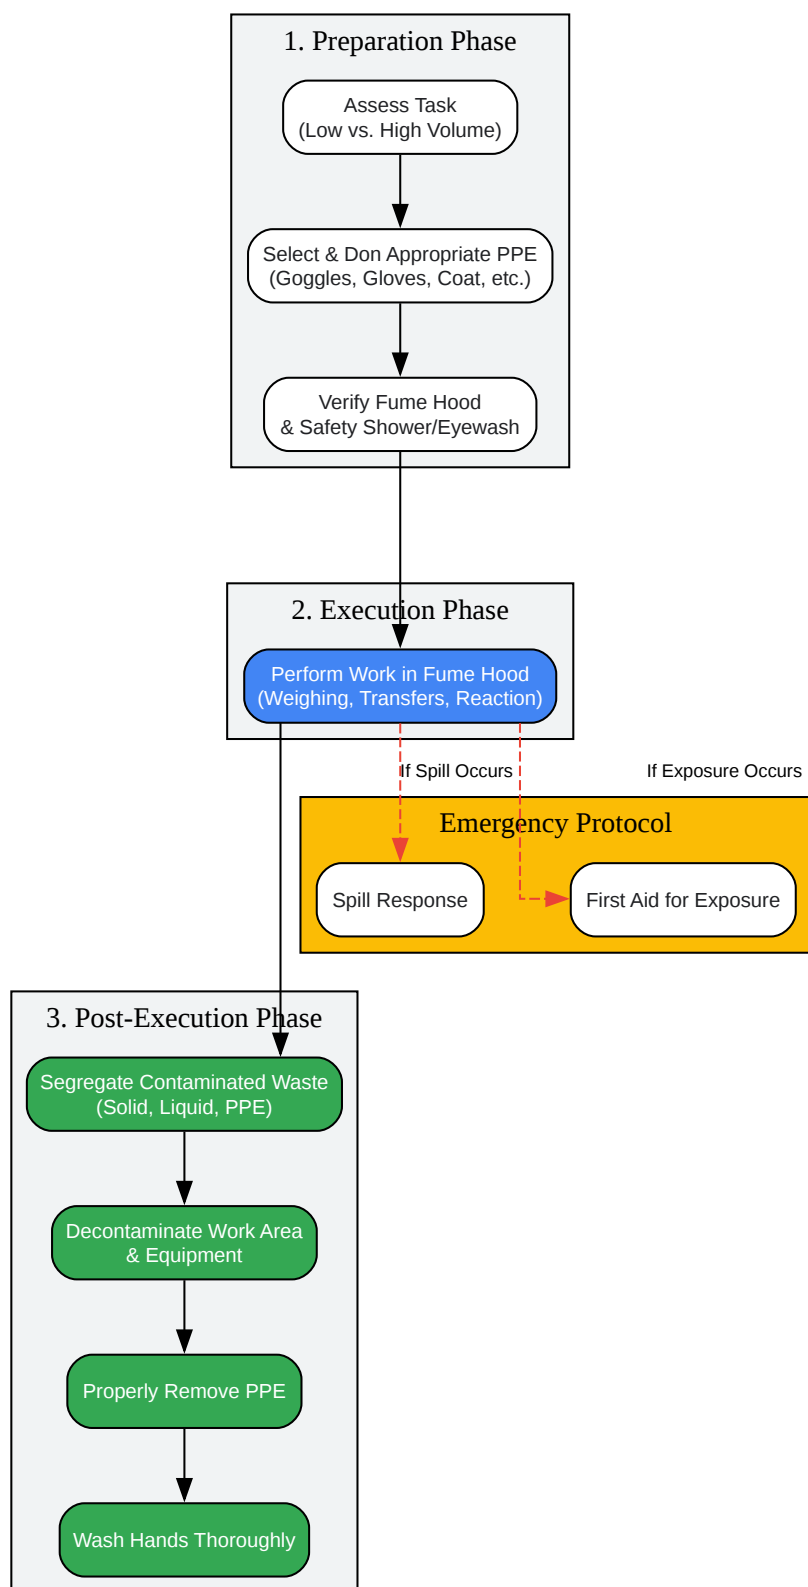 1. Preparation Phase
Assess Task
(Low vs. High Volume)
Select & Don Appropriate PPE
(Goggles, Gloves, Coat, etc.)
Verify Fume Hood
& Safety Shower/Eyewash
2. Execution Phase
Perform Work in Fume Hood
(Weighing, Transfers, Reaction)
If Spill Occurs
If Exposure Occurs
Emergency Protocol
Spill Response
First Aid for Exposure
3. Post-Execution Phase
Segregate Contaminated Waste
(Solid, Liquid, PPE)
Decontaminate Work Area
& Equipment
Properly Remove PPE
Wash Hands Thoroughly